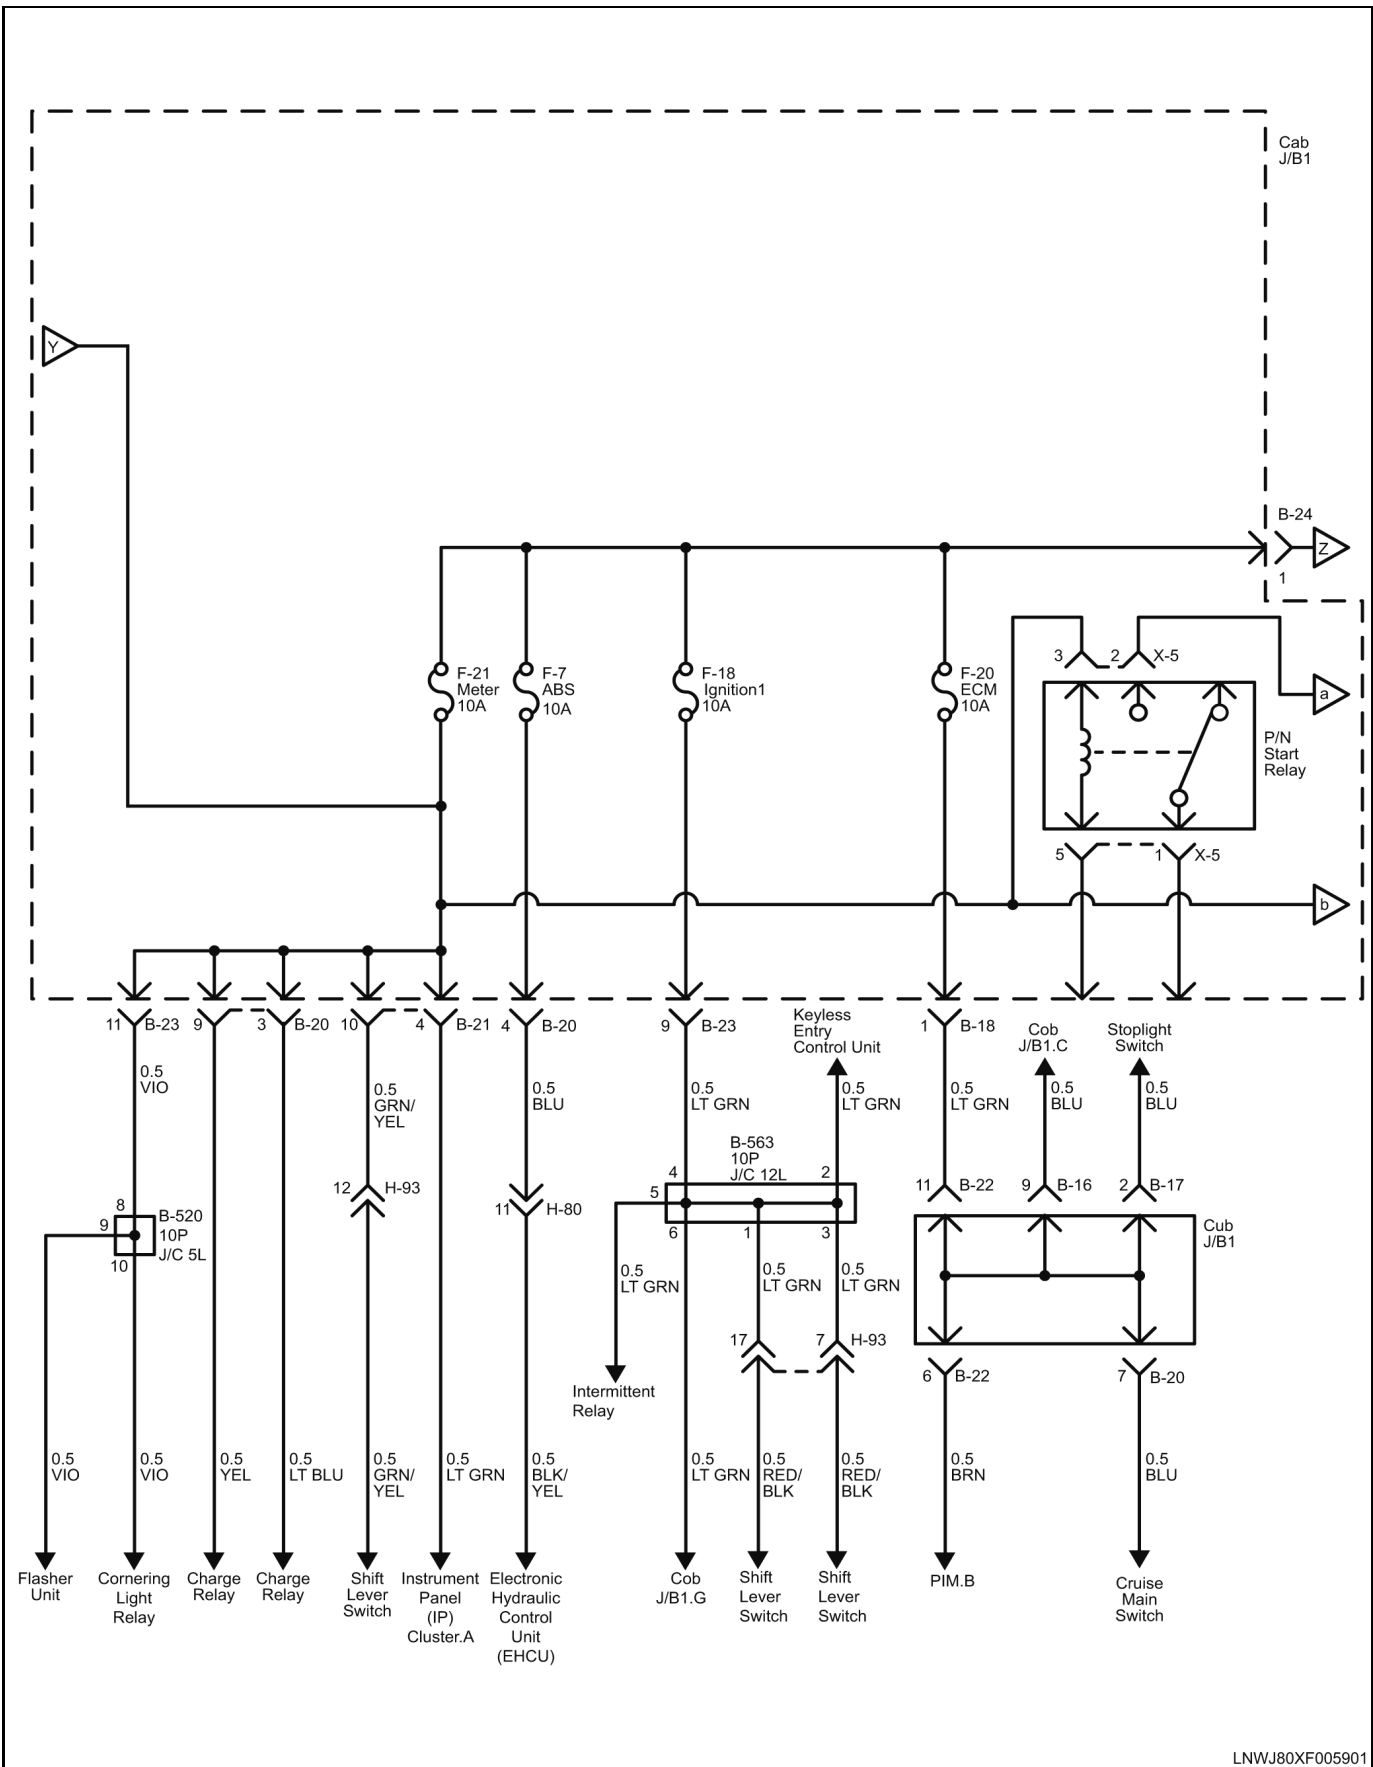 Cab
J/B1
Y
B-24
Z
1
3
2
X-5
F-21
Meter
10A
F-7
ABS
10A
F-18
Ignition1
10A
F-20
ECM
10A
a
P/N
Start
Relay
5
1
X-5
b
11
B-23
9
3
B-20
10
4
B-21
4
B-20
9
B-23
Keyless
Entry
Control Unit
1
B-18
Cob
J/B1.C
Stoplight
Switch
0.5
VIO
0.5
GRN/
YEL
0.5
BLU
0.5
LT GRN
0.5
LT GRN
0.5
LT GRN
0.5
BLU
0.5
BLU
B-563
10P
J/C 12L
4
2
5
6
1
3
12
H-93
11
H-80
11
B-22
9
B-16
2
B-17
8
9
10
B-520
10P
J/C 5L
Cub
J/B1
0.5
LT GRN
0.5
LT GRN
0.5
LT GRN
17
7
H-93
6
B-22
7
B-20
Intermittent
Relay
0.5
VIO
0.5
VIO
0.5
YEL
0.5
LT BLU
0.5
GRN/
YEL
0.5
LT GRN
0.5
BLK/
YEL
0.5
LT GRN
0.5
RED/
BLK
0.5
RED/
BLK
0.5
BRN
0.5
BLU
Flasher
Unit
Cornering
Light
Relay
Charge
Relay
Charge
Relay
Shift
Lever
Switch
Instrument
Panel
(IP)
Cluster.A
Electronic
Hydraulic
Control
Unit
(EHCU)
Cob
J/B1.G
Shift
Lever
Switch
Shift
Lever
Switch
PIM.B
Cruise
Main
Switch
LNWJ80XF005901